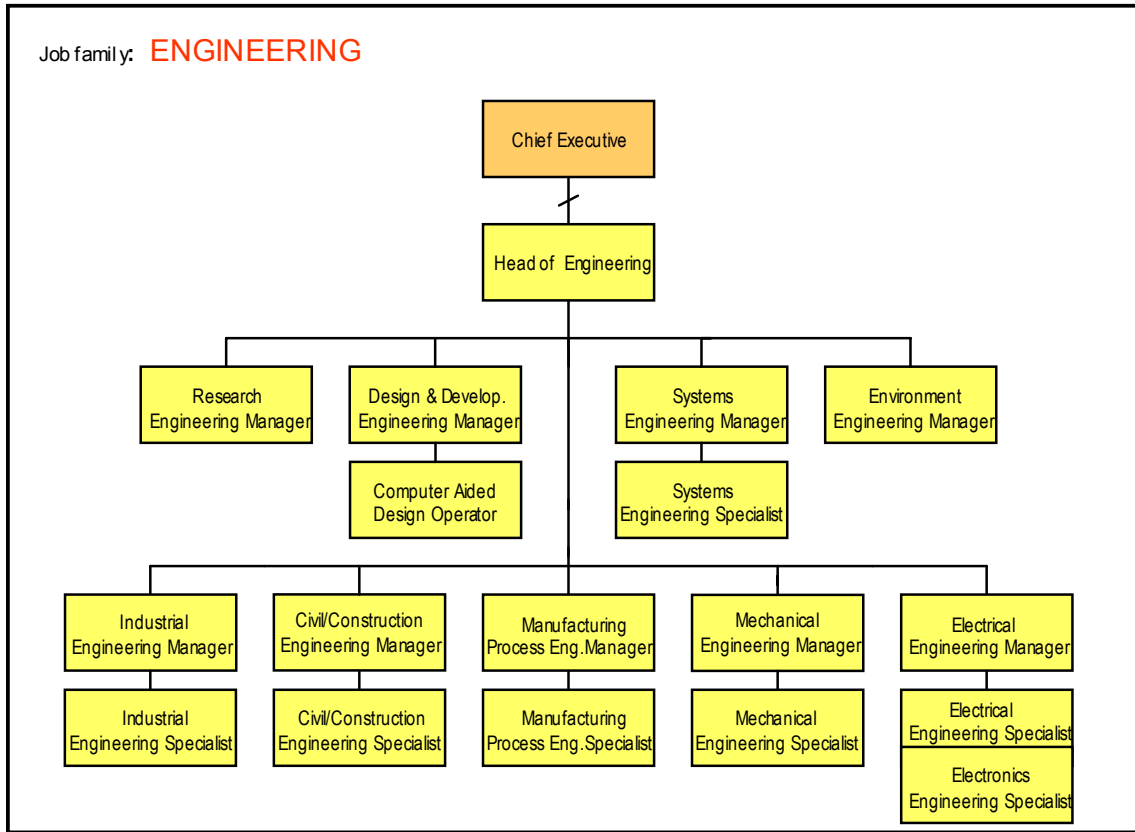 Job family: ENGINEERING
Chief Executive
Head of Engineering
Research
Engineering Manager
Design & Develop.
Engineering Manager
Systems
Engineering Manager
Environment
Engineering Manager
Computer Aided
Design Operator
Systems
Engineering Specialist
Industrial
Engineering Manager
Civil/Construction
Engineering Manager
Manufacturing
Process Eng.Manager
Mechanical
Engineering Manager
Electrical
Engineering Manager
Industrial
Engineering Specialist
Civil/Construction
Engineering Specialist
Manufacturing
Process Eng.Specialist
Mechanical
Engineering Specialist
Electrical
Engineering Specialist
Electronics
Engineering Specialist